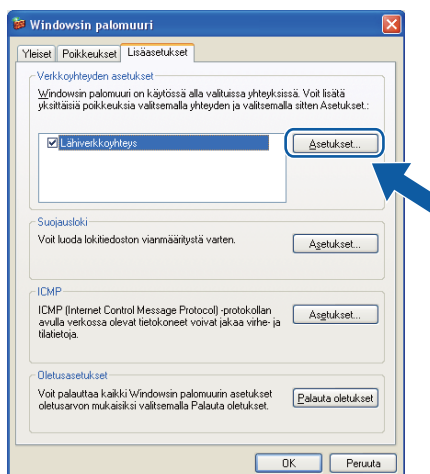 Windowsin palomuuri
Yleiset Poikkeukset Lisäasetukset
Verkkoyhteyden asetukset
Windowsin palomuuri on käytössä alla valituissa yhteyksissä. Voit lisätä
yksittäisiä poikkeuksia valitsemalla yhteyden ja valitsemalla sitten Asetukset.:
Lähiverkkoyhteys
Asetukset...
Suojausloki
Voit luoda lokitiedoston vianmääritystä varten.
Asetukset...
ICMP
ICMP (Internet Control Message Protocol) -protokollan
avulla verkossa olevat tietokoneet voivat jakaa virhe- ja
tilatietoja.
Asetukset...
Oletusasetukset
Voit palauttaa kaikki Windowsin palomuurin asetukset
oletusarvon mukaisiksi valitsemalla Palauta oletukset.
Palauta oletukset
OK Peruuta